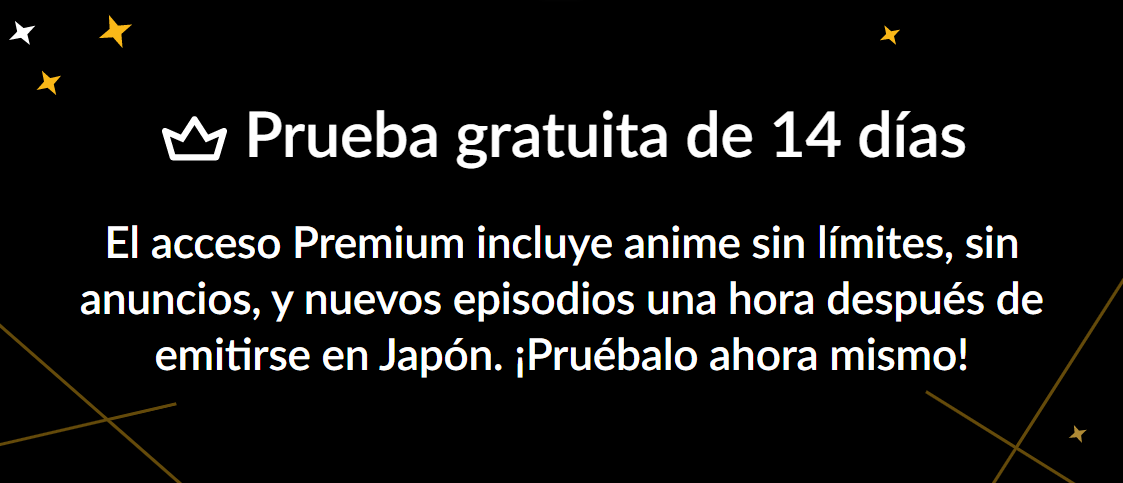 Prueba gratuita de 14 días
El acceso Premium incluye anime sin límites, sin
anuncios, y nuevos episodios una hora después de
emitirse en Japón. ¡Pruébalo ahora mismo!